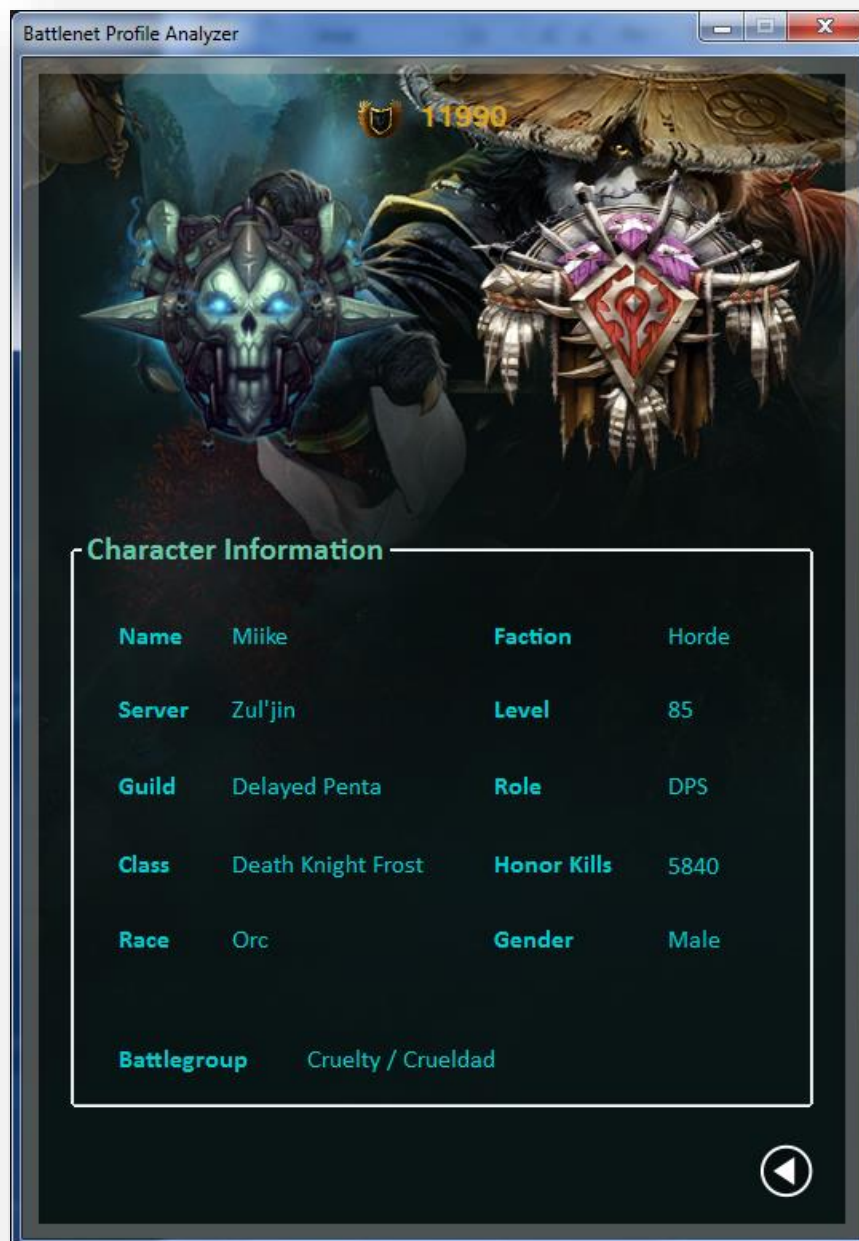 Battlenet Profile Analyzer
11990
Character Information
Name Miike Faction Horde
Server Zul'jin Level 85
Guild Delayed Penta Role DPS
Class Death Knight Frost Honor Kills 5840
Race Orc Gender Male
Battlegroup Cruelty / Crueldad